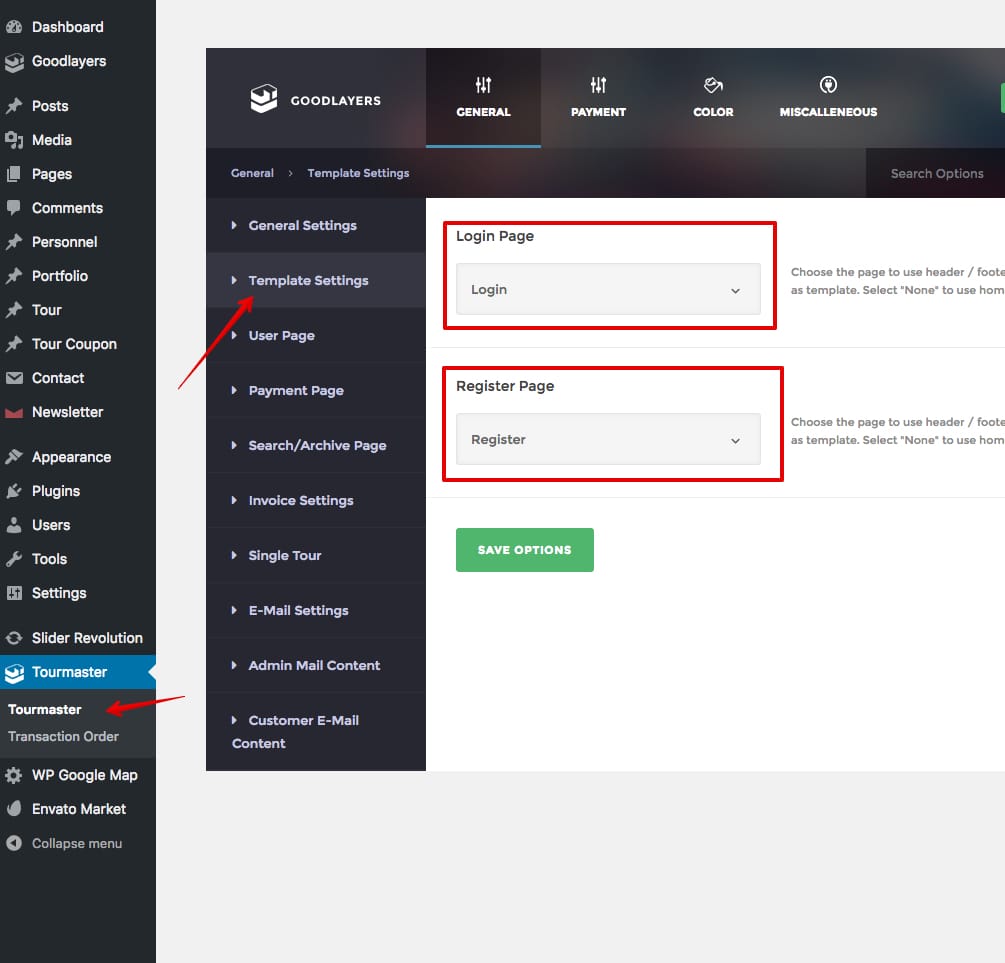 Dashboard
Goodlayers
Posts
Media
Pages
Comments
Personnel
Portfolio
Tour
Tour Coupon
Contact
Newsletter
Appearance
Plugins
Users
Tools
Settings
Slider Revolution
Tourmaster
Tourmaster
Transaction Order
WP Google Map
Envato Market
Collapse menu
GOODLAYERS
GENERAL
PAYMENT
COLOR
MISCELLANEOUS
General > Template Settings
Search Options
General Settings
Template Settings
User Page
Payment Page
Search/Archive Page
Invoice Settings
Single Tour
E-Mail Settings
Admin Mail Content
Customer E-Mail
Content
Login Page
Login
Choose the page to use header / foote
as template. Select "None" to use hom
Register Page
Register
Choose the page to use header / foote
as template. Select "None" to use hom
SAVE OPTIONS